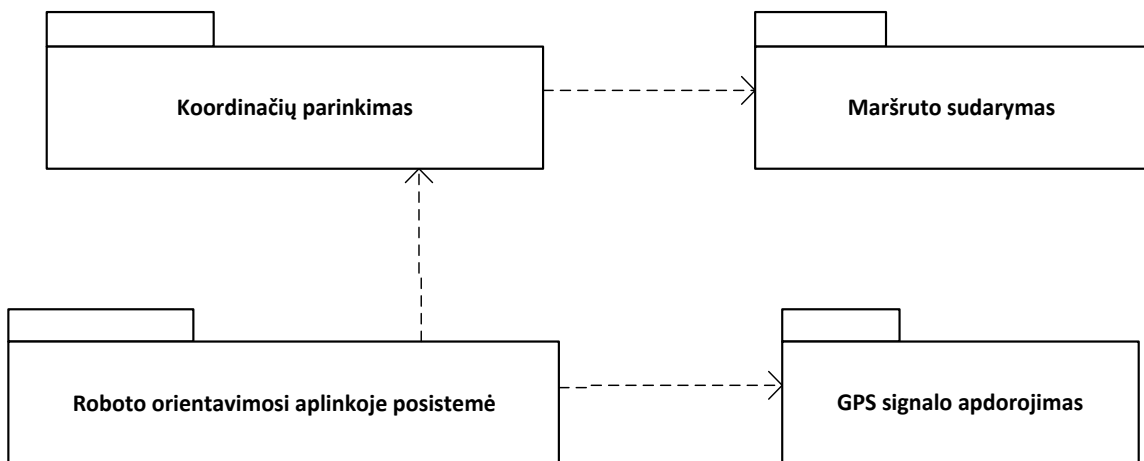 Koordinačių parinkimas
Maršruto sudarymas
Roboto orientavimosi aplinkoje posistemė
GPS signalo apdorojimas